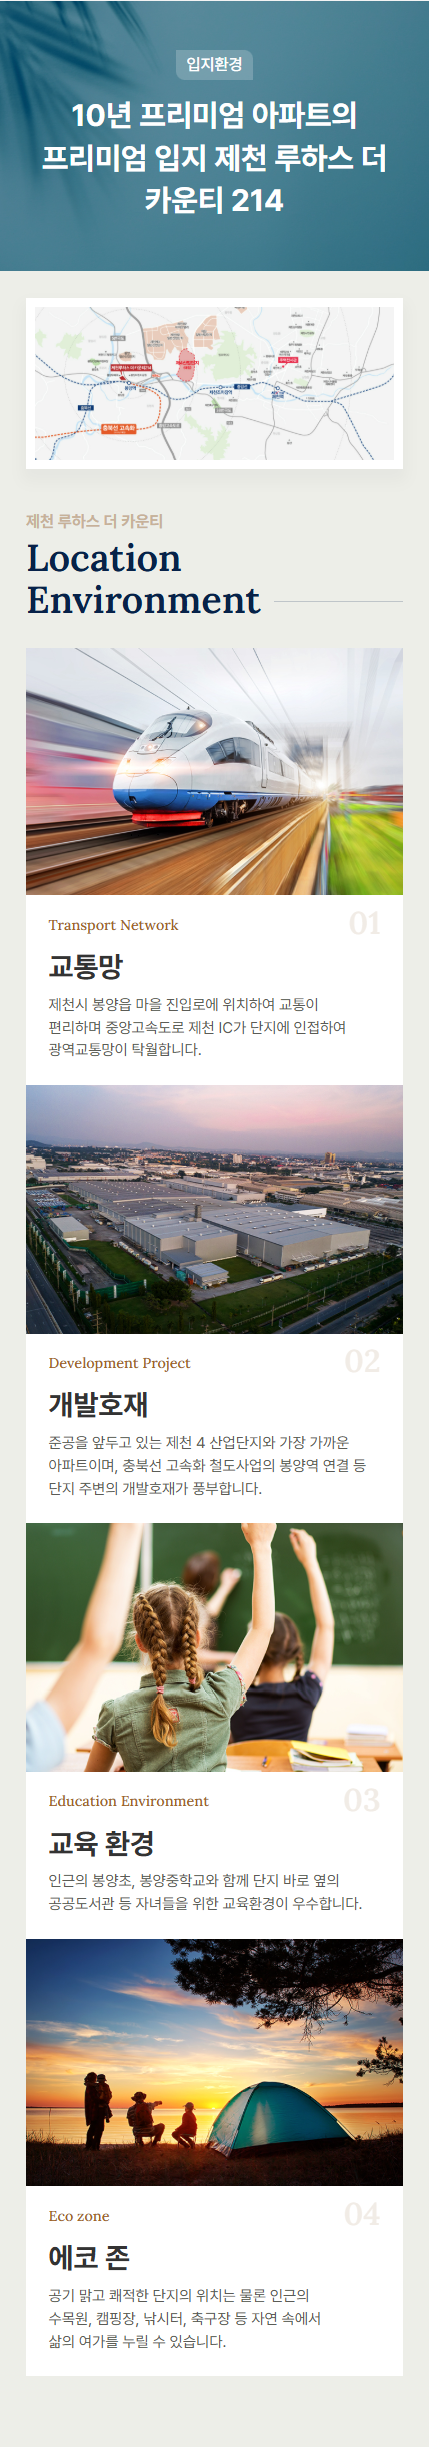 입지환경
10년 프리미엄 아파트의
프리미엄 입지 제천 루하스 더
카운티 214
충북선 고속화
제천 루하스 더 카운티
Location
Environment
Transport Network
01
교통망
제천시 봉양읍 마을 진입로에 위치하여 교통이
편리하며 중앙고속도로 제천 IC가 단지에 인접하여
광역교통망이 탁월합니다.
Development Project
02
개발호재
준공을 앞두고 있는 제천 4 산업단지와 가장 가까운
아파트이며, 충북선 고속화 철도사업의 봉양역 연결 등
단지 주변의 개발호재가 풍부합니다.
Education Environment
03
교육 환경
인근의 봉양초, 봉양중학교와 함께 단지 바로 옆의
공공도서관 등 자녀들을 위한 교육환경이 우수합니다.
Eco zone
04
에코 존
공기 맑고 쾌적한 단지의 위치는 물론 인근의
수목원, 캠핑장, 낚시터, 축구장 등 자연 속에서
삶의 여가를 누릴 수 있습니다.